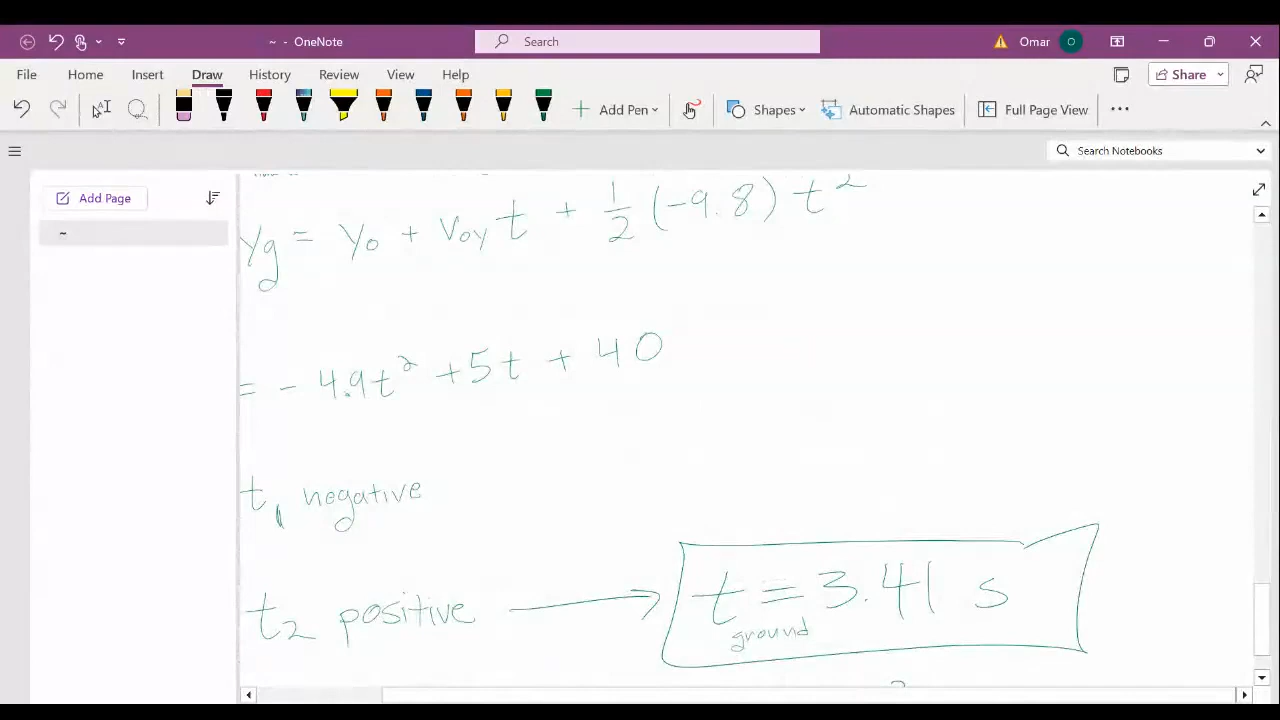 ~ - OneNote
Search
Omar O
File Home Insert Draw History Review View Help
Share
Add Pen
Shapes
Automatic Shapes
Full Page View
Search Notebooks
Add Page
~
yg = y0 + v0y t + 1/2 (-9.8) t²
= - 4.9t² + 5t + 40
t1 negative
t2 positive → t ground = 3.41 s